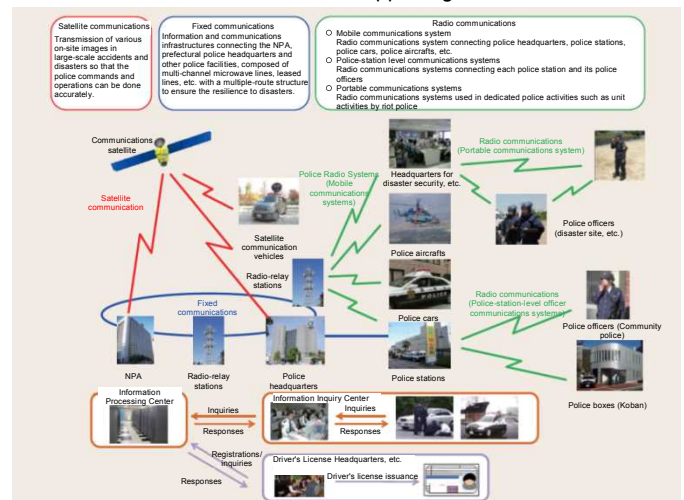 Satellite communications
Transmission of various
on-site images in
large-scale accidents and
disasters so that the
police commands and
operations can be done
accurately.
Fixed communications
Information and communications
infrastructures connecting the NPA,
prefectural police headquarters and
other police facilities, composed of
multi-channel microwave lines, leased
lines, etc. with a multiple-route structure
to ensure the resilience to disasters.
Radio communications
○ Mobile communications system
Radio communications system connecting police headquarters, police stations,
police cars, police aircrafts, etc.
○ Police-station level communications systems
Radio communications systems connecting each police station and its police
officers
○ Portable communications systems
Radio communications systems used in dedicated police activities such as unit
activities by riot police
Communications
satellite
Satellite
communication
Satellite
communication
vehicles
Police Radio Systems
(Mobile
communications
systems)
Headquarters for
disaster security, etc.
Radio communications
(Portable communications system)
Police officers
(disaster site, etc.)
Radio-relay
stations
Police aircrafts
Police cars
Radio communications
(Police-station-level officer
communications systems)
Police officers (Community
police)
Fixed
communications
NPA
Radio-relay
stations
Police
headquarters
Police stations
Police boxes (Koban)
Information
Processing Center
Inquiries
Responses
Information Inquiry Center
Inquiries
Responses
Registrations/
inquiries
Responses
Driver's License Headquarters, etc.
Driver's license issuance